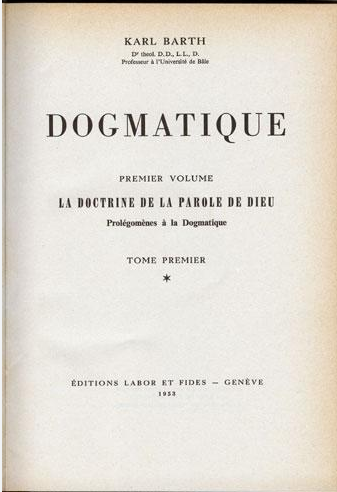 KARL BARTH
Dr theol. D.D., L.L., D.
Professeur à l'Université de Bâle
DOGMATIQUE
PREMIER VOLUME
LA DOCTRINE DE LA PAROLE DE DIEU
Prolégomènes à la Dogmatique
TOME PREMIER
*
ÉDITIONS LABOR ET FIDES — GENÈVE
1953